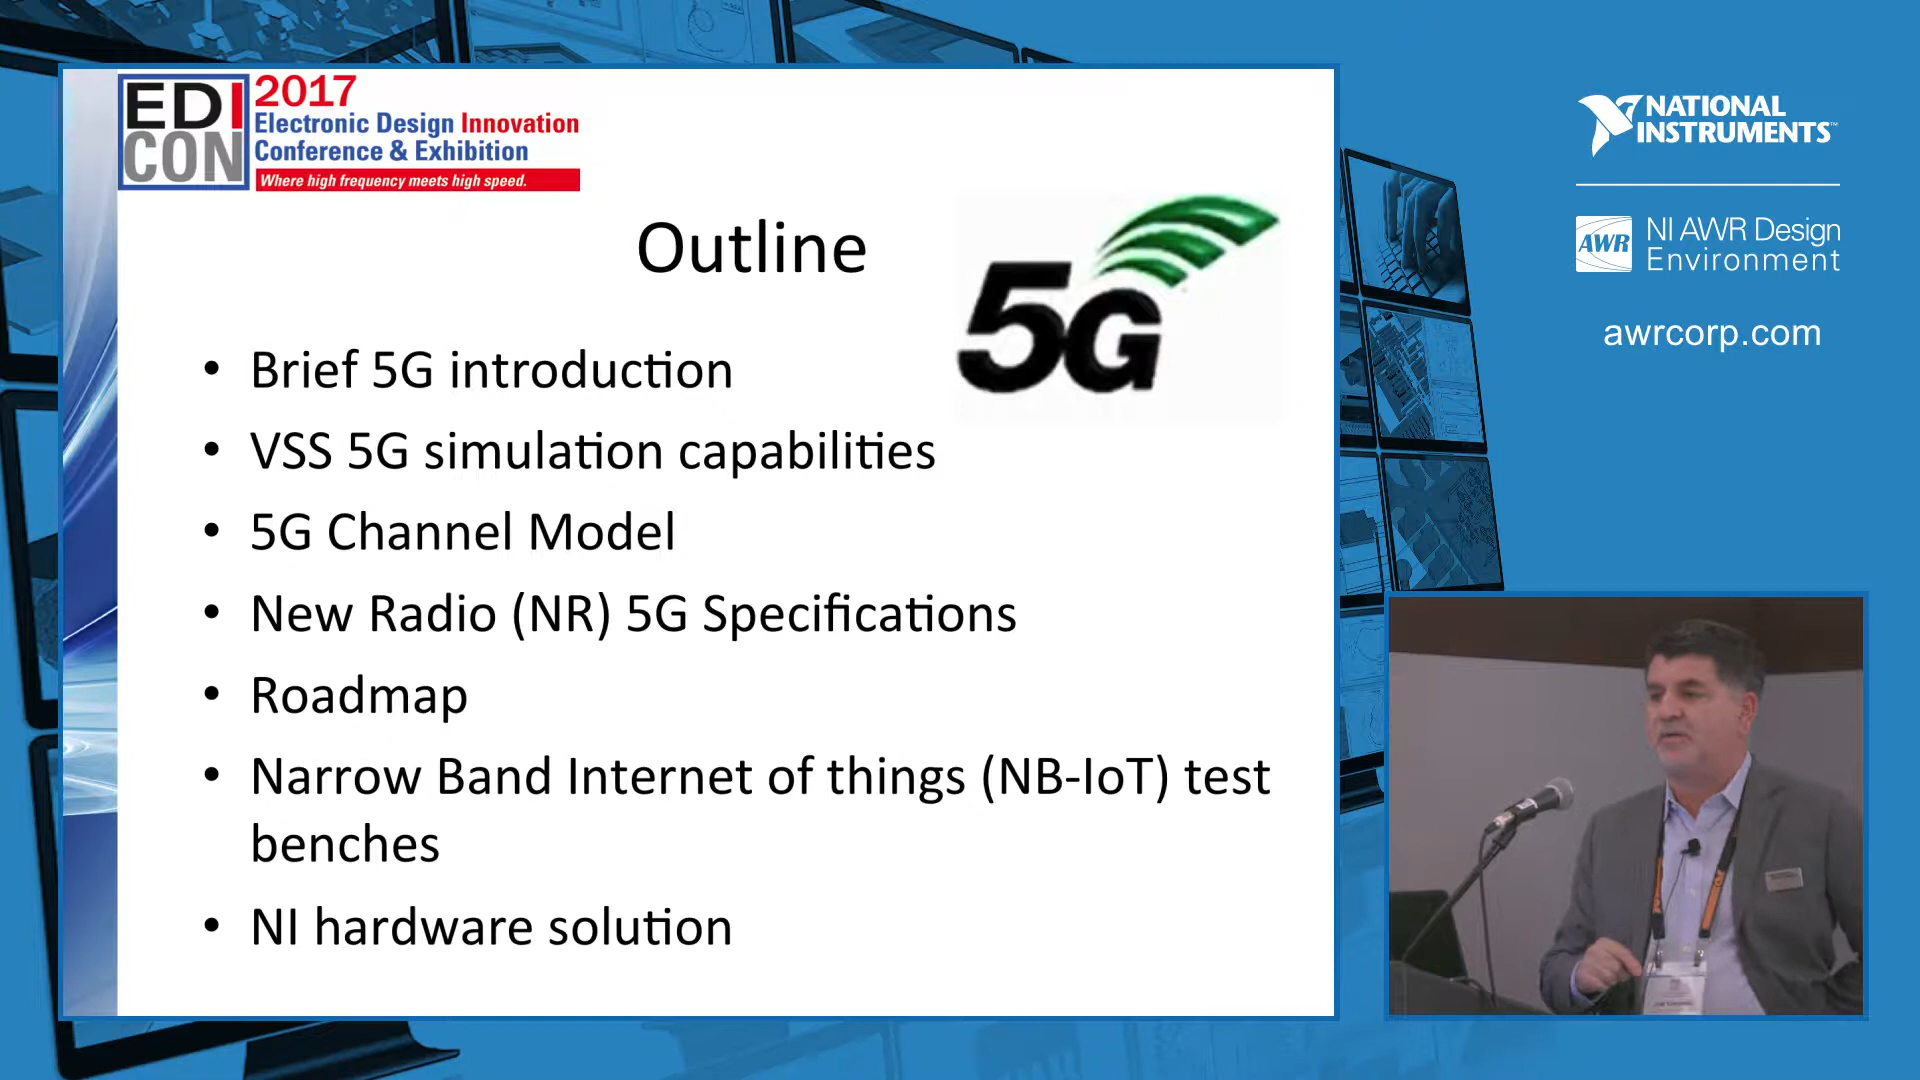 EDI
CON
2017
Electronic Design Innovation
Conference & Exhibition
Where high frequency meets high speed.
Outline
5G
• Brief 5G introduction
• VSS 5G simulation capabilities
• 5G Channel Model
• New Radio (NR) 5G Specifications
• Roadmap
• Narrow Band Internet of things (NB-IoT) test
benches
• NI hardware solution
NATIONAL
INSTRUMENTS™
AWR
NI AWR Design
Environment
awrcorp.com